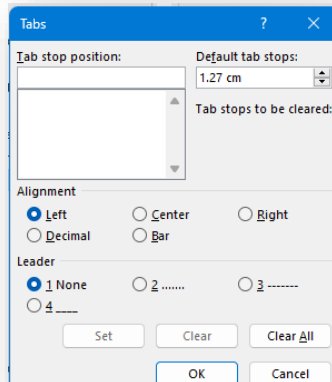 Tabs ? ×
Tab stop position: Default tab stops:
1.27 cm
Tab stops to be cleared:
Alignment
Left Center Right
Decimal Bar
Leader
1 None 2 ....... 3 -------
4 ___
Set Clear Clear All
OK Cancel